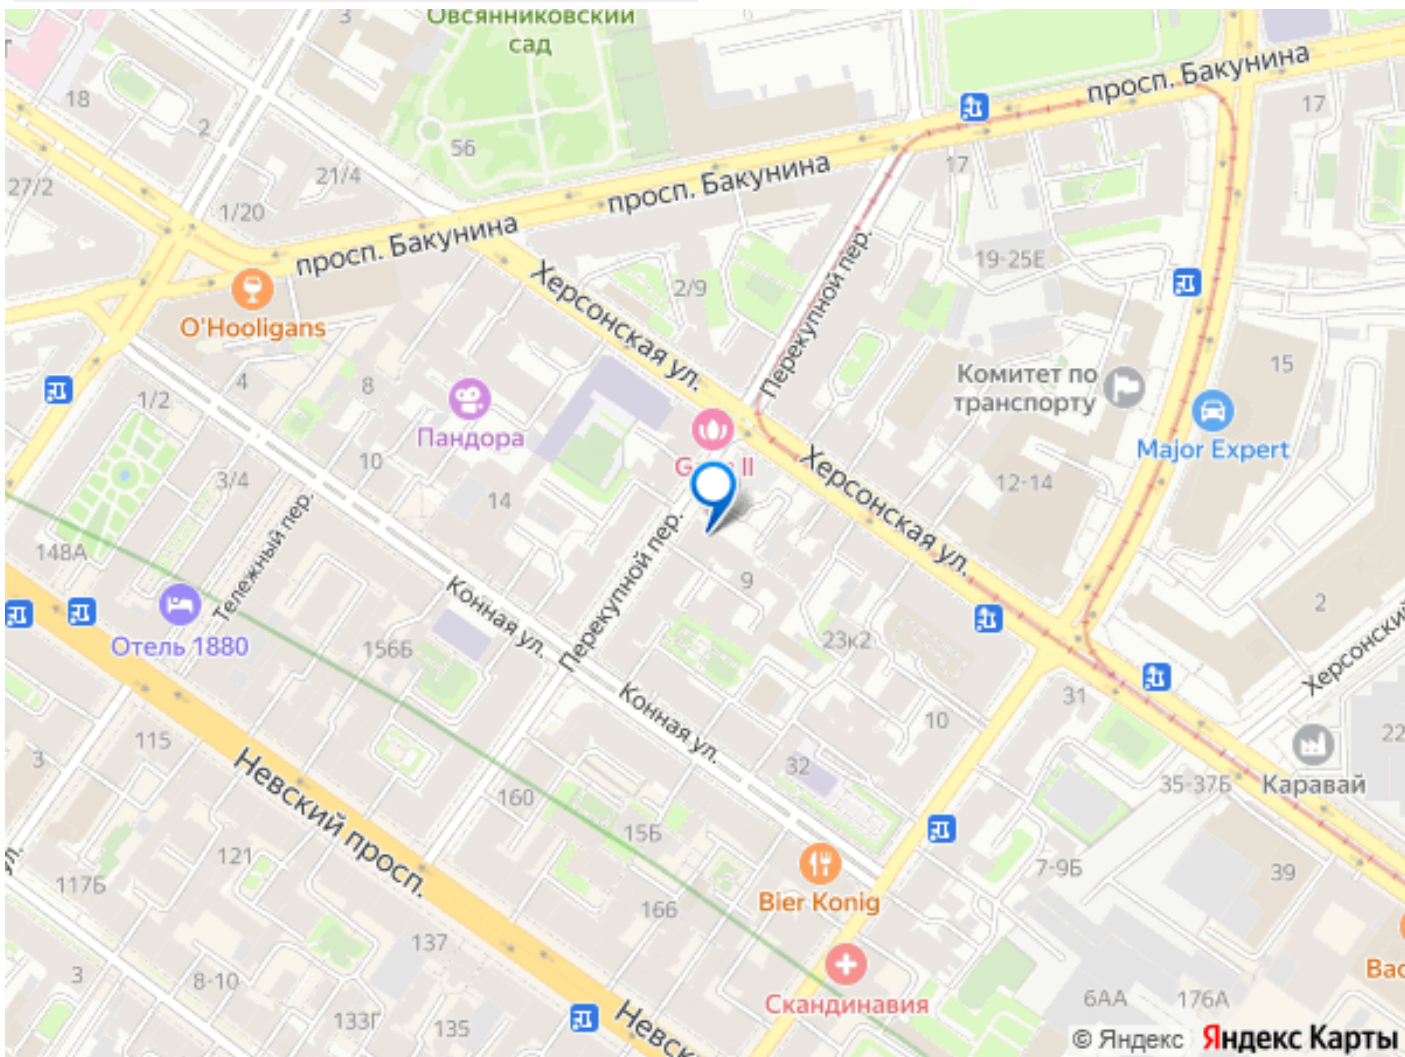 Овсянниковский
сад
3
18
2
56
27/2
21/4
1/20
просп. Бакунина
просп. Бакунина
просп. Бакунина
17
17
19-25Е
2/9
Перекупной пер.
Херсонская ул.
O'Hooligans
4
8
1/2
Пандора
10
3/4
14
Комитет по
транспорту
15
Major Expert
12-14
Херсонская ул.
148А
Тележный пер.
Перекупной пер.
Конная ул.
9
Отель 1880
156Б
23к2
2
Херсонский
Конная ул.
10
31
22
3
115
Невский просп.
32
35-37Б
Каравай
160
15Б
121
117Б
7-9Б
39
Bier Konig
166
137
3
8-10
133Г
135
Скандинавия
6АА
176А
© Яндекс Яндекс Карты